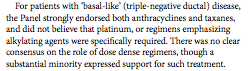 For patients with 'basal-like' (triple-negative ductal) disease,
the Panel strongly endorsed both anthracyclines and taxanes,
and did not believe that platinum, or regimens emphasizing
alkylating agents were specifically required. There was no clear
consensus on the role of dose dense regimens, though a
substantial minority expressed support for such treatment.